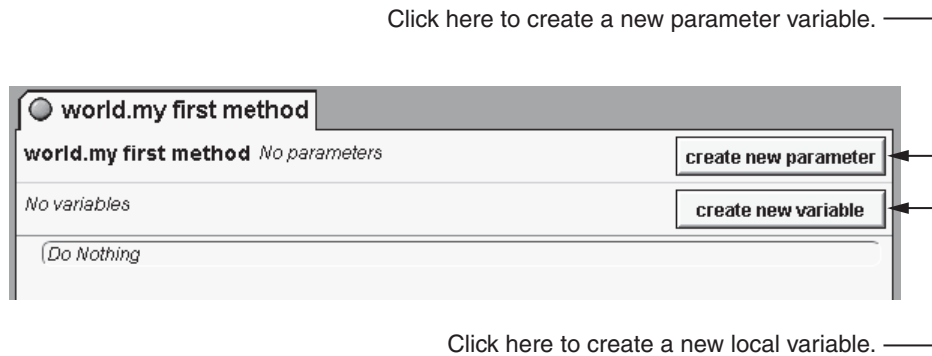 Click here to create a new parameter variable.
world.my first method
world.my first method No parameters
create new parameter
No variables
create new variable
Do Nothing
Click here to create a new local variable.